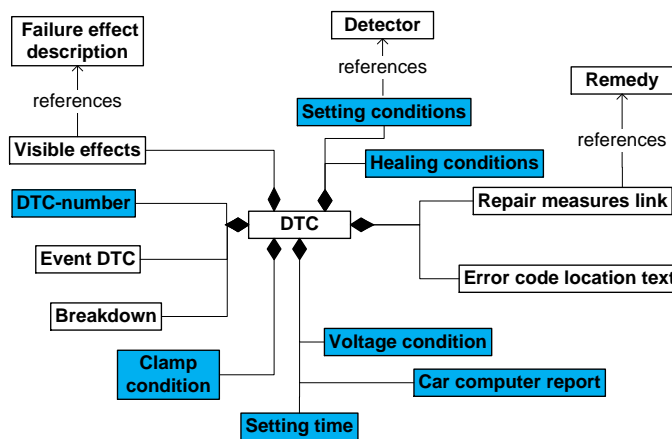 Failure effect
description
Detector
references
references
Remedy
Setting conditions
references
Visible effects
Healing conditions
DTC-number
DTC
Repair measures link
Event DTC
Error code location text
Breakdown
Voltage condition
Clamp
condition
Car computer report
Setting time